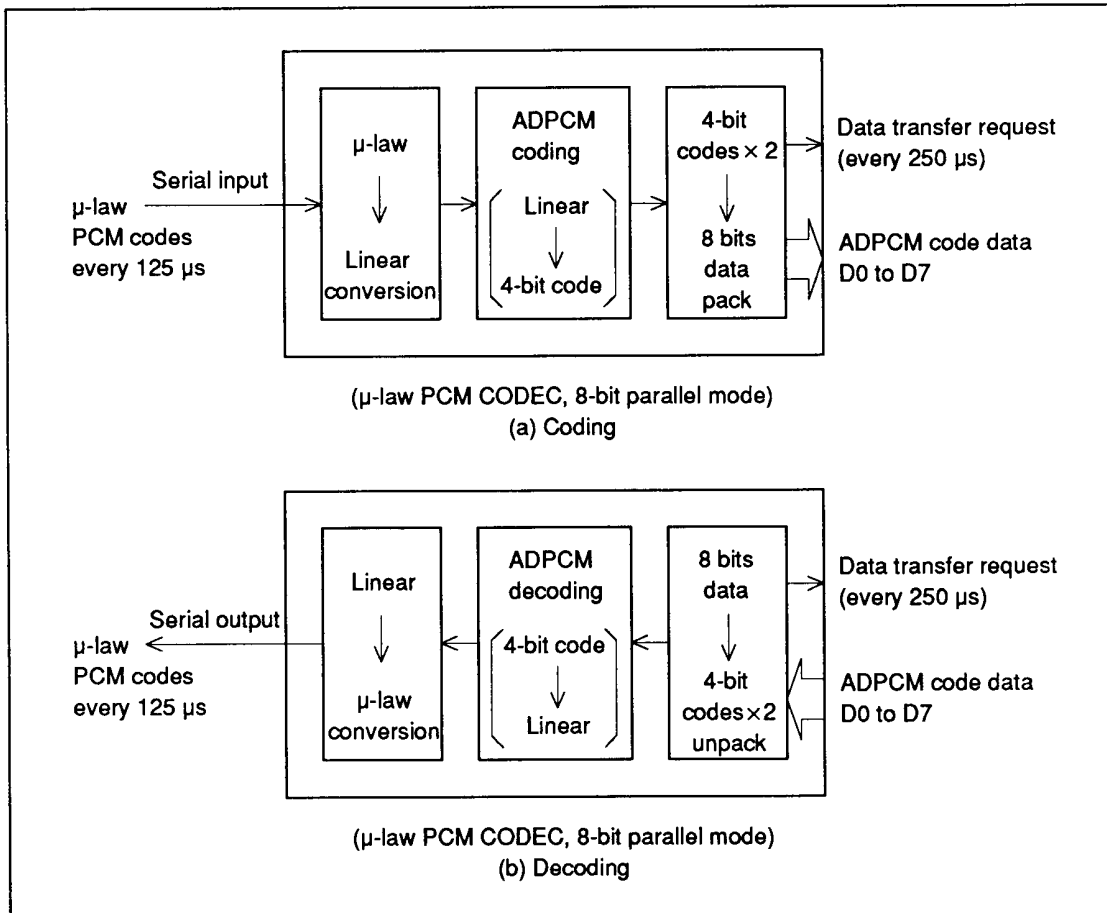 Serial input
μ-law
PCM codes
every 125 μs
μ-law
Linear
conversion
ADPCM
coding
Linear
4-bit code
4-bit
codes × 2
8 bits
data
pack
Data transfer request
(every 250 μs)
ADPCM code data
D0 to D7
(μ-law PCM CODEC, 8-bit parallel mode)
(a) Coding
Serial output
μ-law
PCM codes
every 125 μs
Linear
μ-law
conversion
ADPCM
decoding
4-bit code
Linear
8 bits
data
4-bit
codes×2
unpack
Data transfer request
(every 250 μs)
ADPCM code data
D0 to D7
(μ-law PCM CODEC, 8-bit parallel mode)
(b) Decoding